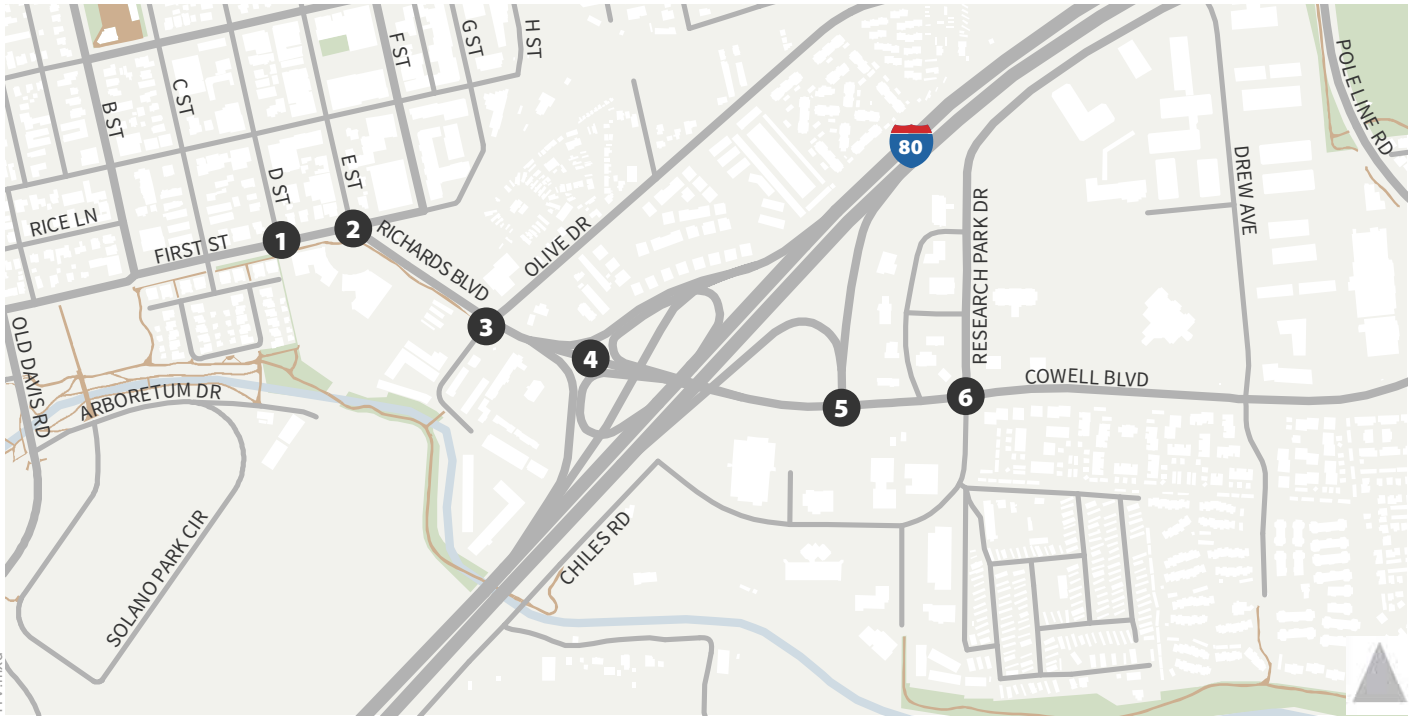 B ST
C ST
D ST
E ST
F ST
G ST
H ST
RICE LN
FIRST ST
1
2
RICHARDS BLVD
OLIVE DR
3
4
80
5
6
RESEARCH PARK DR
COWELL BLVD
DREW AVE
POLE LINE RD
OLD DAVIS RD
ARBORETUM DR
SOLANO PARK CIR
CHILES RD